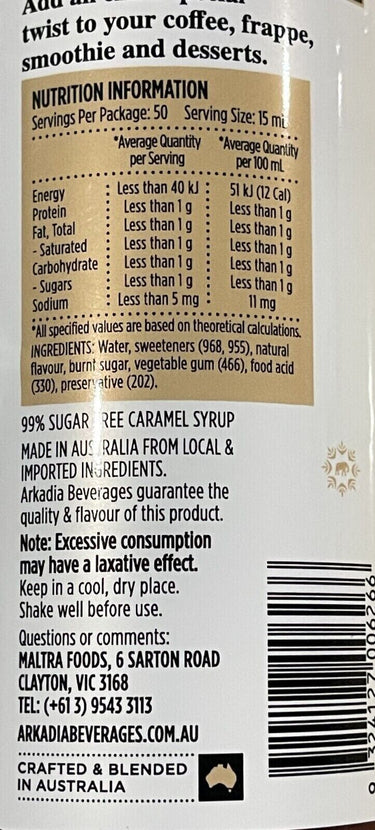 twist to your coffee, frappe,
smoothie and desserts.
NUTRITION INFORMATION
Servings Per Package: 50 Serving Size: 15 mL
*Average Quantity per Serving *Average Quantity per 100 mL
Energy Less than 40 kJ 51 kJ (12 Cal)
Protein Less than 1 g Less than 1 g
Fat, Total Less than 1 g Less than 1 g
- Saturated Less than 1 g Less than 1 g
Carbohydrate Less than 1 g Less than 1 g
- Sugars Less than 1 g Less than 1 g
Sodium Less than 5 mg 11 mg
*All specified values are based on theoretical calculations.
INGREDIENTS: Water, sweeteners (968, 955), natural
flavour, burnt sugar, vegetable gum (466), food acid
(330), preservative (202).
99% SUGAR FREE CARAMEL SYRUP
MADE IN AUSTRALIA FROM LOCAL &
IMPORTED INGREDIENTS.
Arkadia Beverages guarantee the
quality & flavour of this product.
Note: Excessive consumption
may have a laxative effect.
Keep in a cool, dry place.
Shake well before use.
Questions or comments:
MALTRA FOODS, 6 SARTON ROAD
CLAYTON, VIC 3168
TEL: (+61 3) 9543 3113
ARKADIABEVERAGES.COM.AU
CRAFTED & BLENDED
IN AUSTRALIA
9 324127 006266